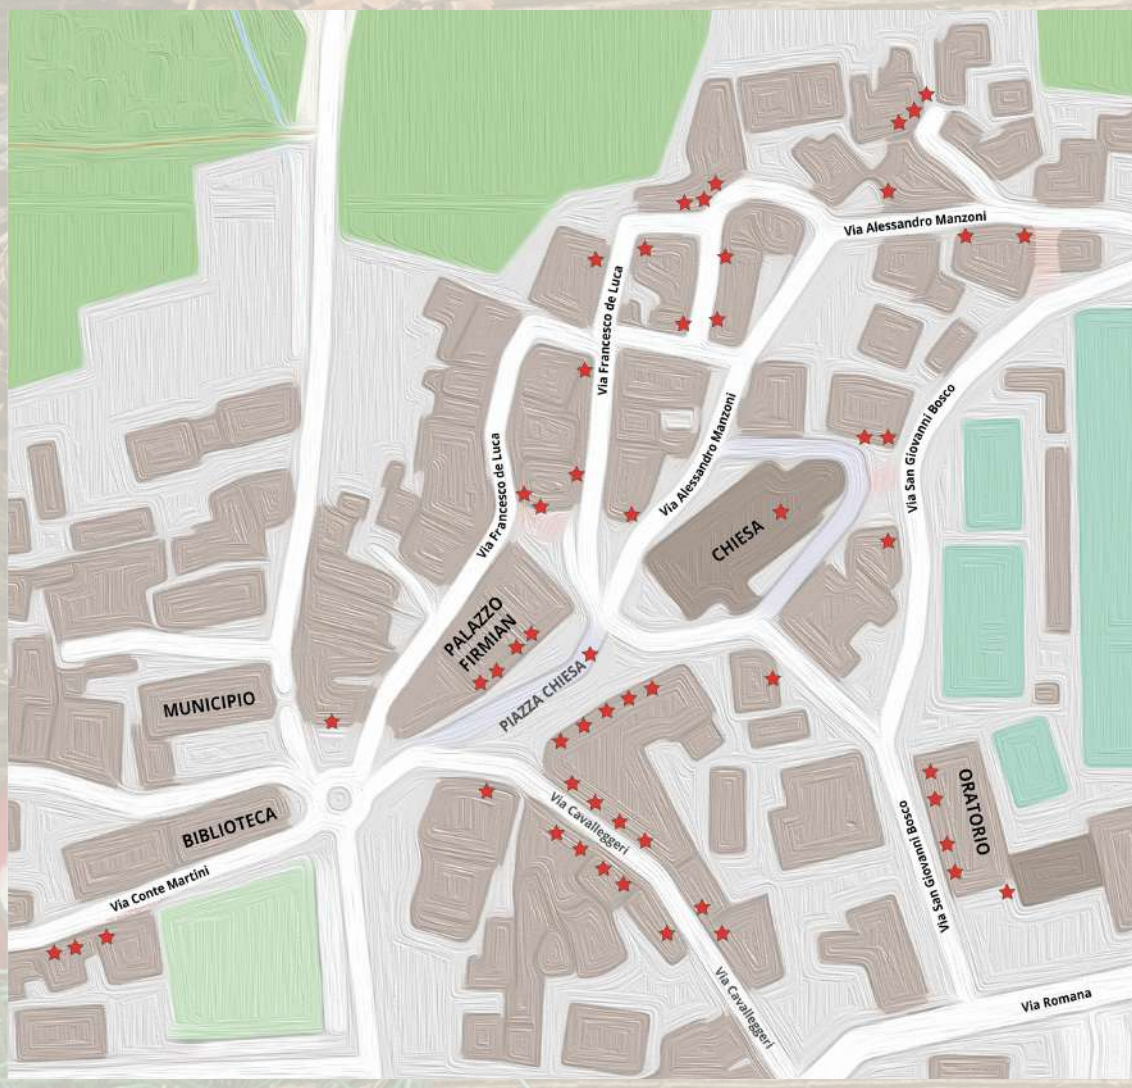 Via Alessandro Manzoni
Via Francesco de Luca
Via San Giovanni Bosco
Via Alessandro Manzoni
Via Francesco de Luca
CHIESA
PALAZZO
FIRMIAN
PIAZZA CHIESA
MUNICIPIO
BIBLIOTECA
Via Cavalleggeri
ORATORIO
Via San Giovanni Bosco
Via Conte Martini
Via Cavalleggeri
Via Romana